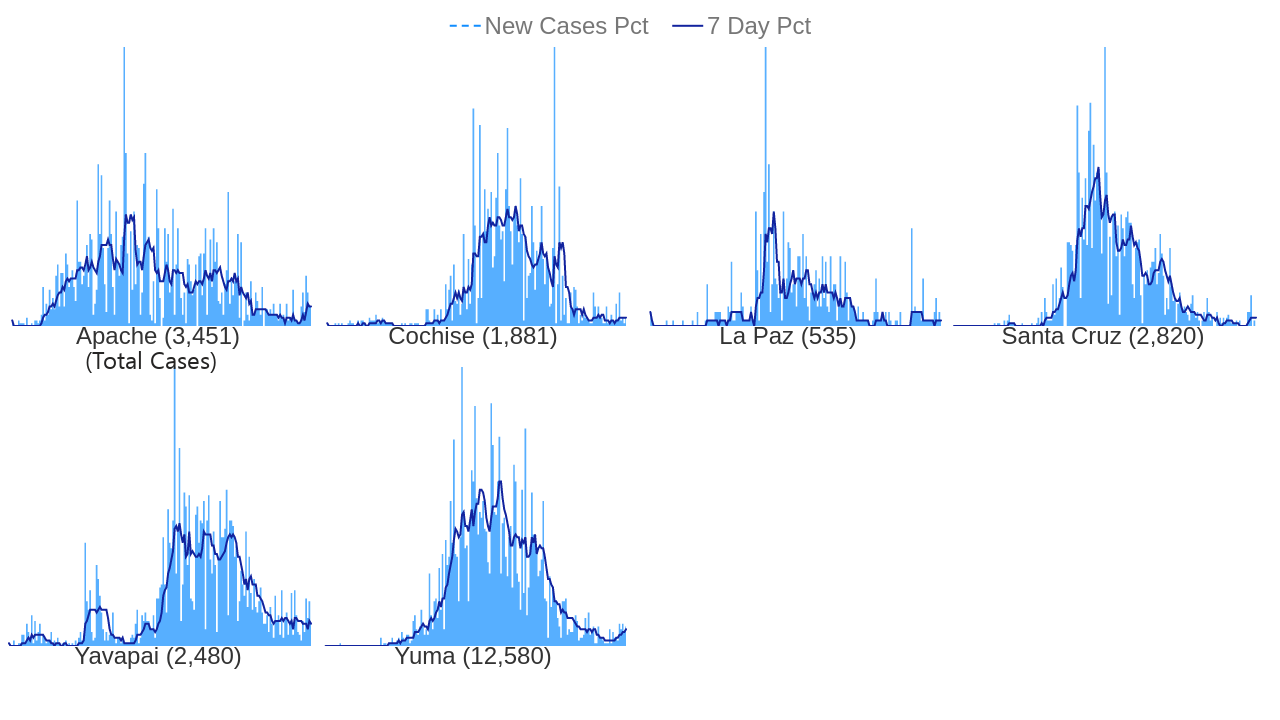 New Cases Pct 7 Day Pct
Apache (3,451) Cochise (1,881) La Paz (535) Santa Cruz (2,820)
(Total Cases)
Yavapai (2,480) Yuma (12,580)